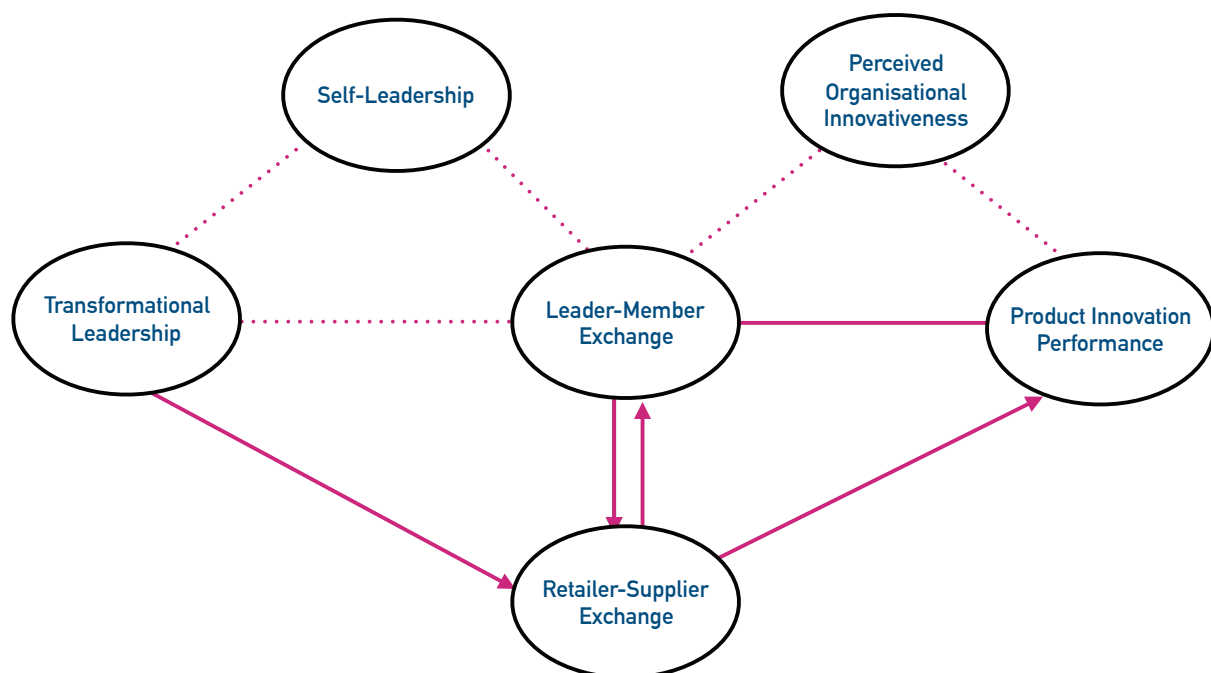 Self-Leadership
Perceived
Organisational
Innovativeness
Transformational
Leadership
Leader-Member
Exchange
Product Innovation
Performance
Retailer-Supplier
Exchange